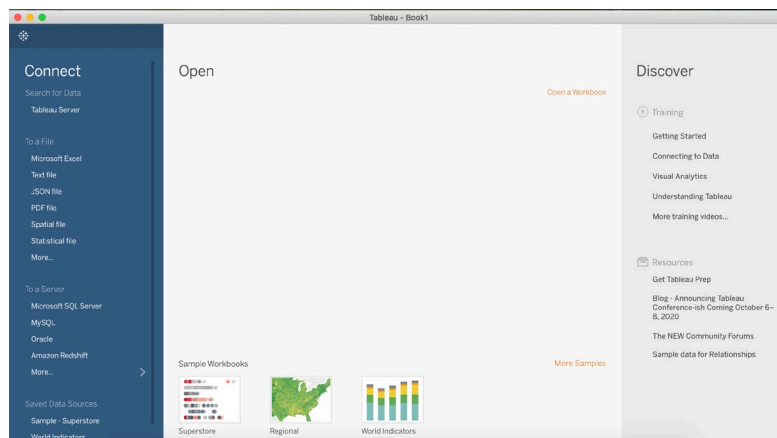 Tableau - Book1
Connect
Search for Data
Tableau Server
To a File
Microsoft Excel
Text file
JSON file
PDF file
Spatial file
Statistical file
More...
To a Server
Microsoft SQL Server
MySQL
Oracle
Amazon Redshift
More...
Saved Data Sources
Sample - Superstore
World Indicators
Open
Open a Workbook
Sample Workbooks
More Samples
Superstore
Regional
World Indicators
Discover
Training
Getting Started
Connecting to Data
Visual Analytics
Understanding Tableau
More training videos...
Resources
Get Tableau Prep
Blog - Announcing Tableau
Conference-ish Coming October 6–
8, 2020
The NEW Community Forums
Sample data for Relationships